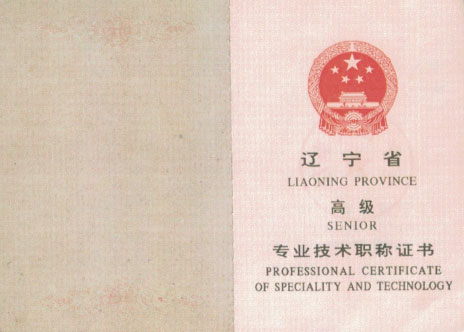 辽宁省
LIAONING PROVINCE
高级
SENIOR
专业技术职称证书
PROFESSIONAL CERTIFICATE
OF SPECIALITY AND TECHNOLOGY